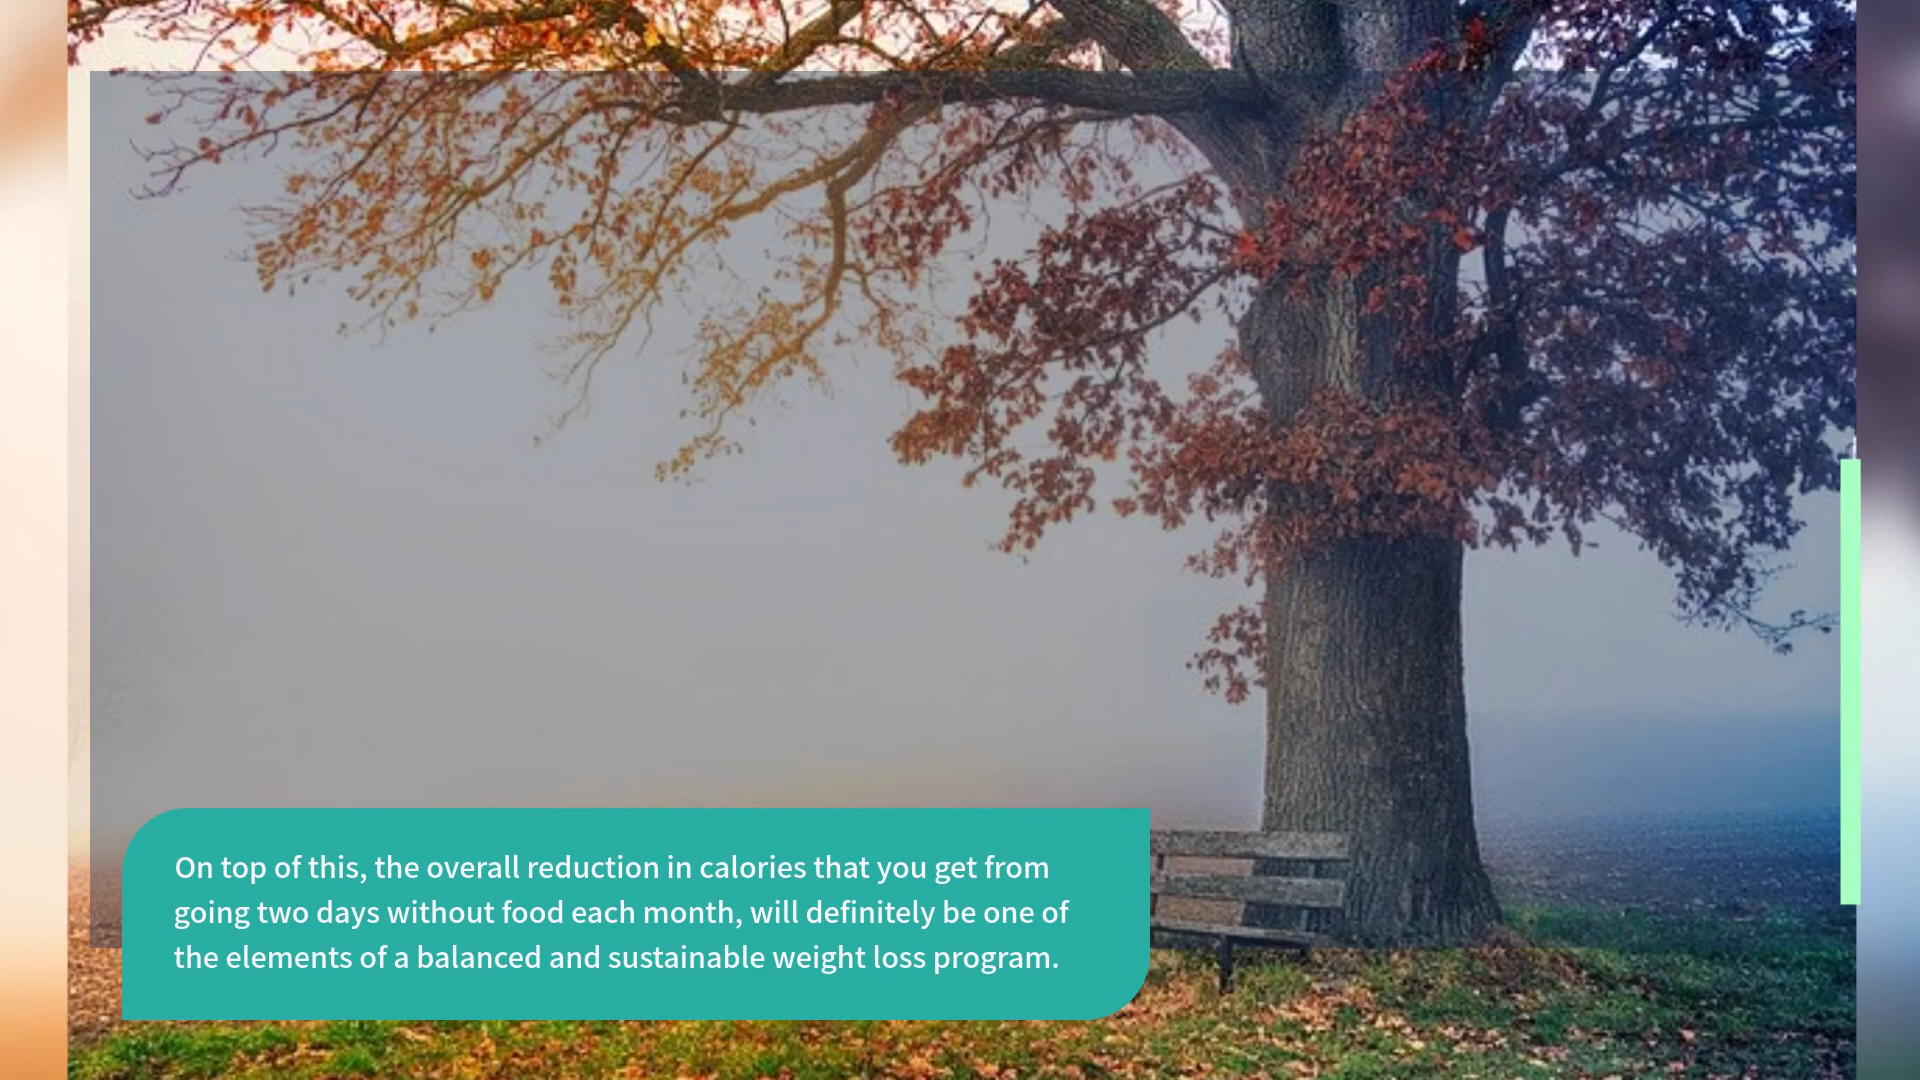 On top of this, the overall reduction in calories that you get from
going two days without food each month, will definitely be one of
the elements of a balanced and sustainable weight loss program.